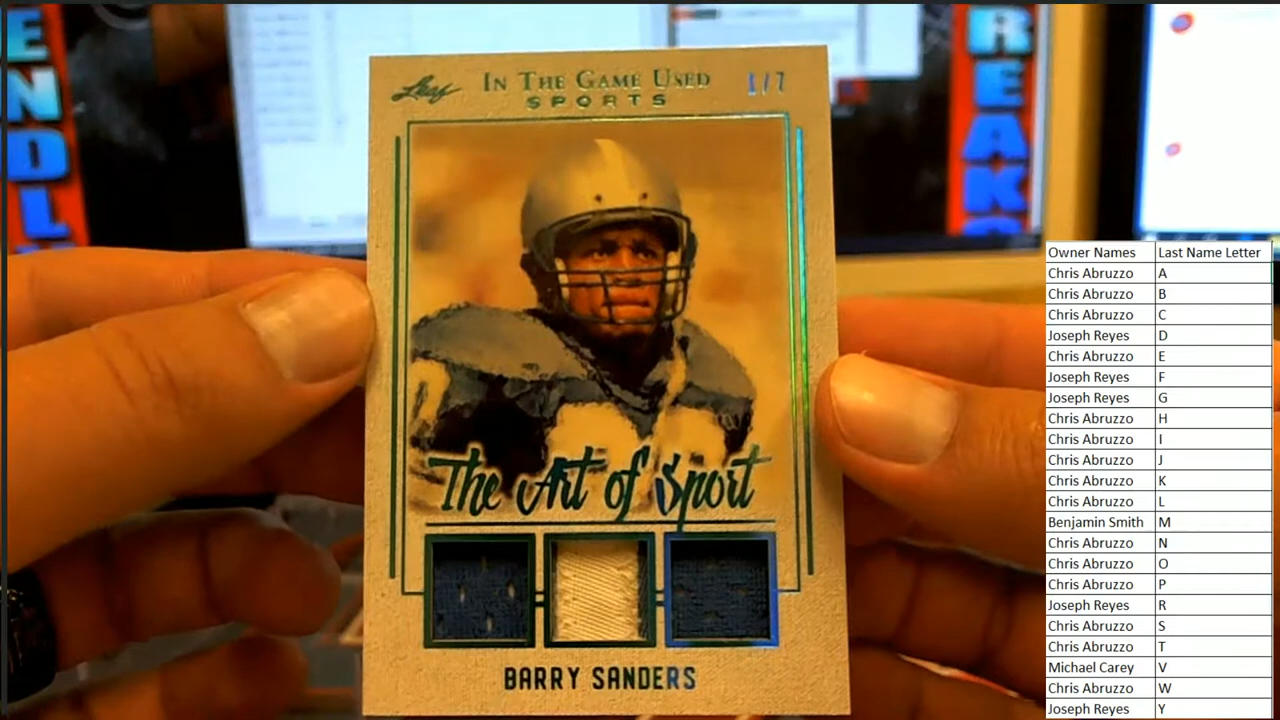 ENDL
REAK
Leaf
IN THE GAME USED
SPORTS
1/7
The Art of Sport
BARRY SANDERS
Owner Names Last Name Letter
Chris Abruzzo A
Chris Abruzzo B
Chris Abruzzo C
Joseph Reyes D
Chris Abruzzo E
Joseph Reyes F
Joseph Reyes G
Chris Abruzzo H
Chris Abruzzo I
Chris Abruzzo J
Chris Abruzzo K
Chris Abruzzo L
Benjamin Smith M
Chris Abruzzo N
Chris Abruzzo O
Chris Abruzzo P
Joseph Reyes R
Chris Abruzzo S
Chris Abruzzo T
Michael Carey V
Chris Abruzzo W
Joseph Reyes Y